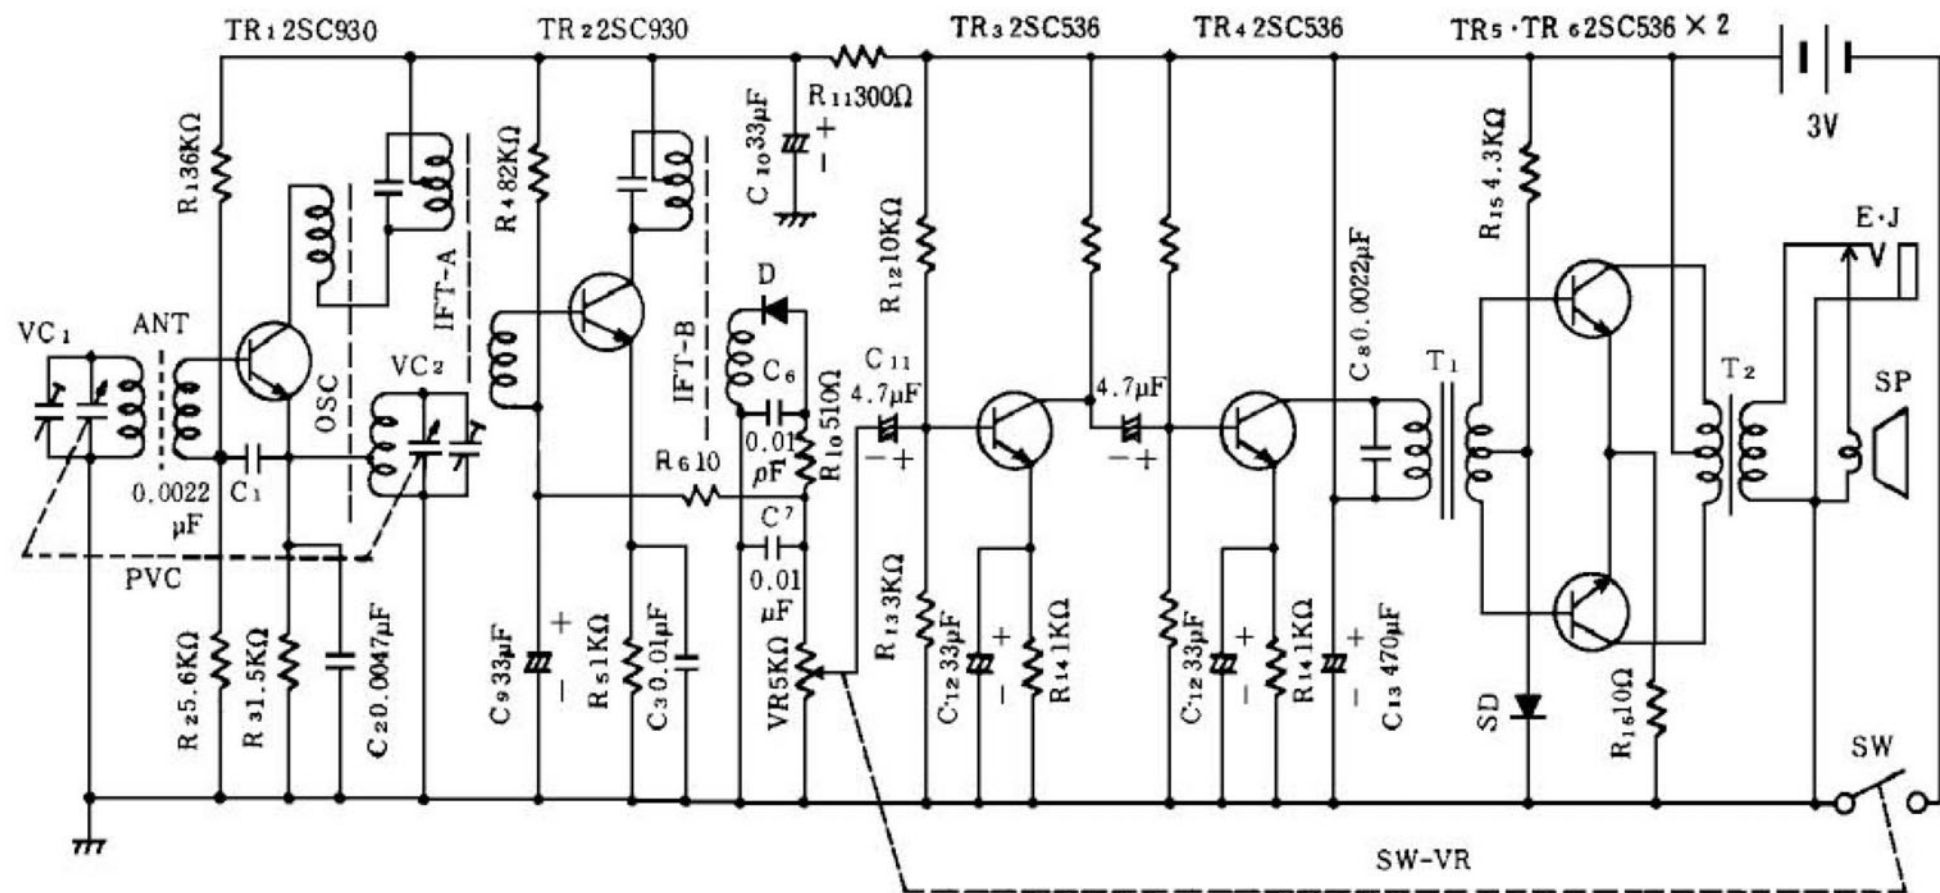 TR1 2SC930
TR2 2SC930
TR3 2SC536
TR4 2SC536
TR5・TR6 2SC536×2
R1 36KΩ
R4 82KΩ
C10 33μF
+
-
R11 300Ω
R12 10KΩ
R15 4.3KΩ
3V
E・J
VC1
ANT
OSC
IFT-A
VC2
IFT-B
D
C6
0.01
pF
R10 510Ω
C11
4.7μF
- +
4.7μF
- +
C8 0.0022μF
T1
T2
SP
0.0022
μF
C1
R6 10
C7
0.01
μF
PVC
R2 5.6KΩ
R3 1.5KΩ
C2 0.0047μF
C9 33μF
+
-
R5 1KΩ
C3 0.01μF
VR5KΩ
R13 3KΩ
C12 33μF
+
-
R14 1KΩ
C12 33μF
+
-
R14 1KΩ
+
-
C13 470μF
SD
R16 10Ω
SW
SW-VR